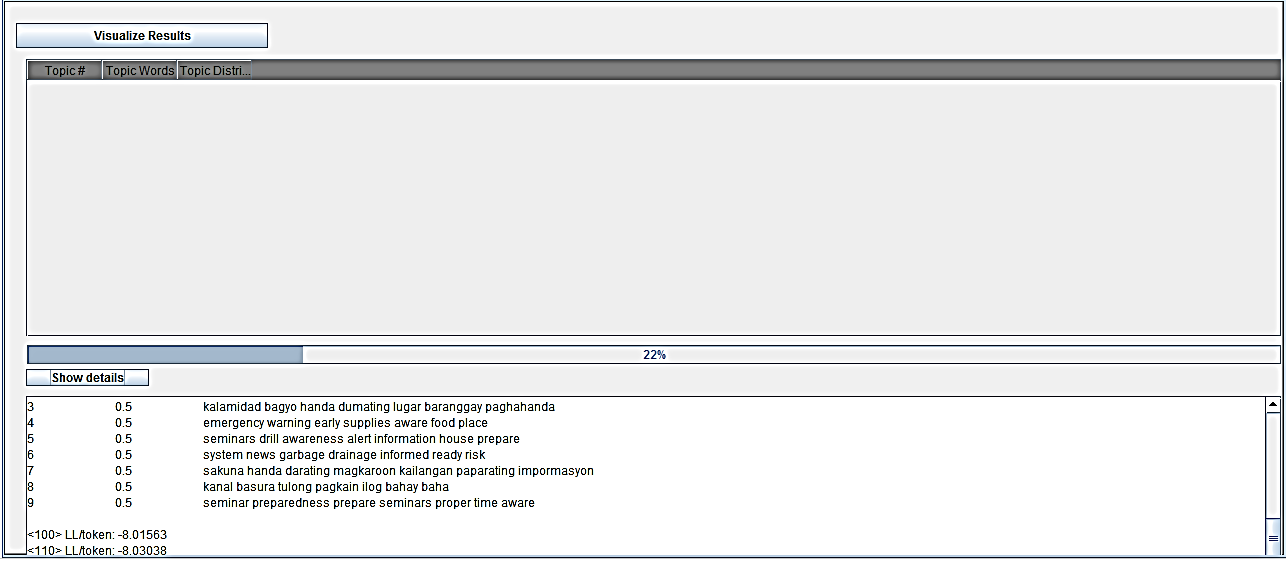 Visualize Results
Topic # Topic Words Topic Distri...
22%
Show details
3 0.5 kalamidad bagyo handa dumating lugar baranggay paghahanda
4 0.5 emergency warning early supplies aware food place
5 0.5 seminars drill awareness alert information house prepare
6 0.5 system news garbage drainage informed ready risk
7 0.5 sakuna handa darating magkaroon kailangan paparating impormasyon
8 0.5 kanal basura tulong pagkain ilog bahay baha
9 0.5 seminar preparedness prepare seminars proper time aware
<100> LL/token: -8.01563
<110> LL/token: -8.03038